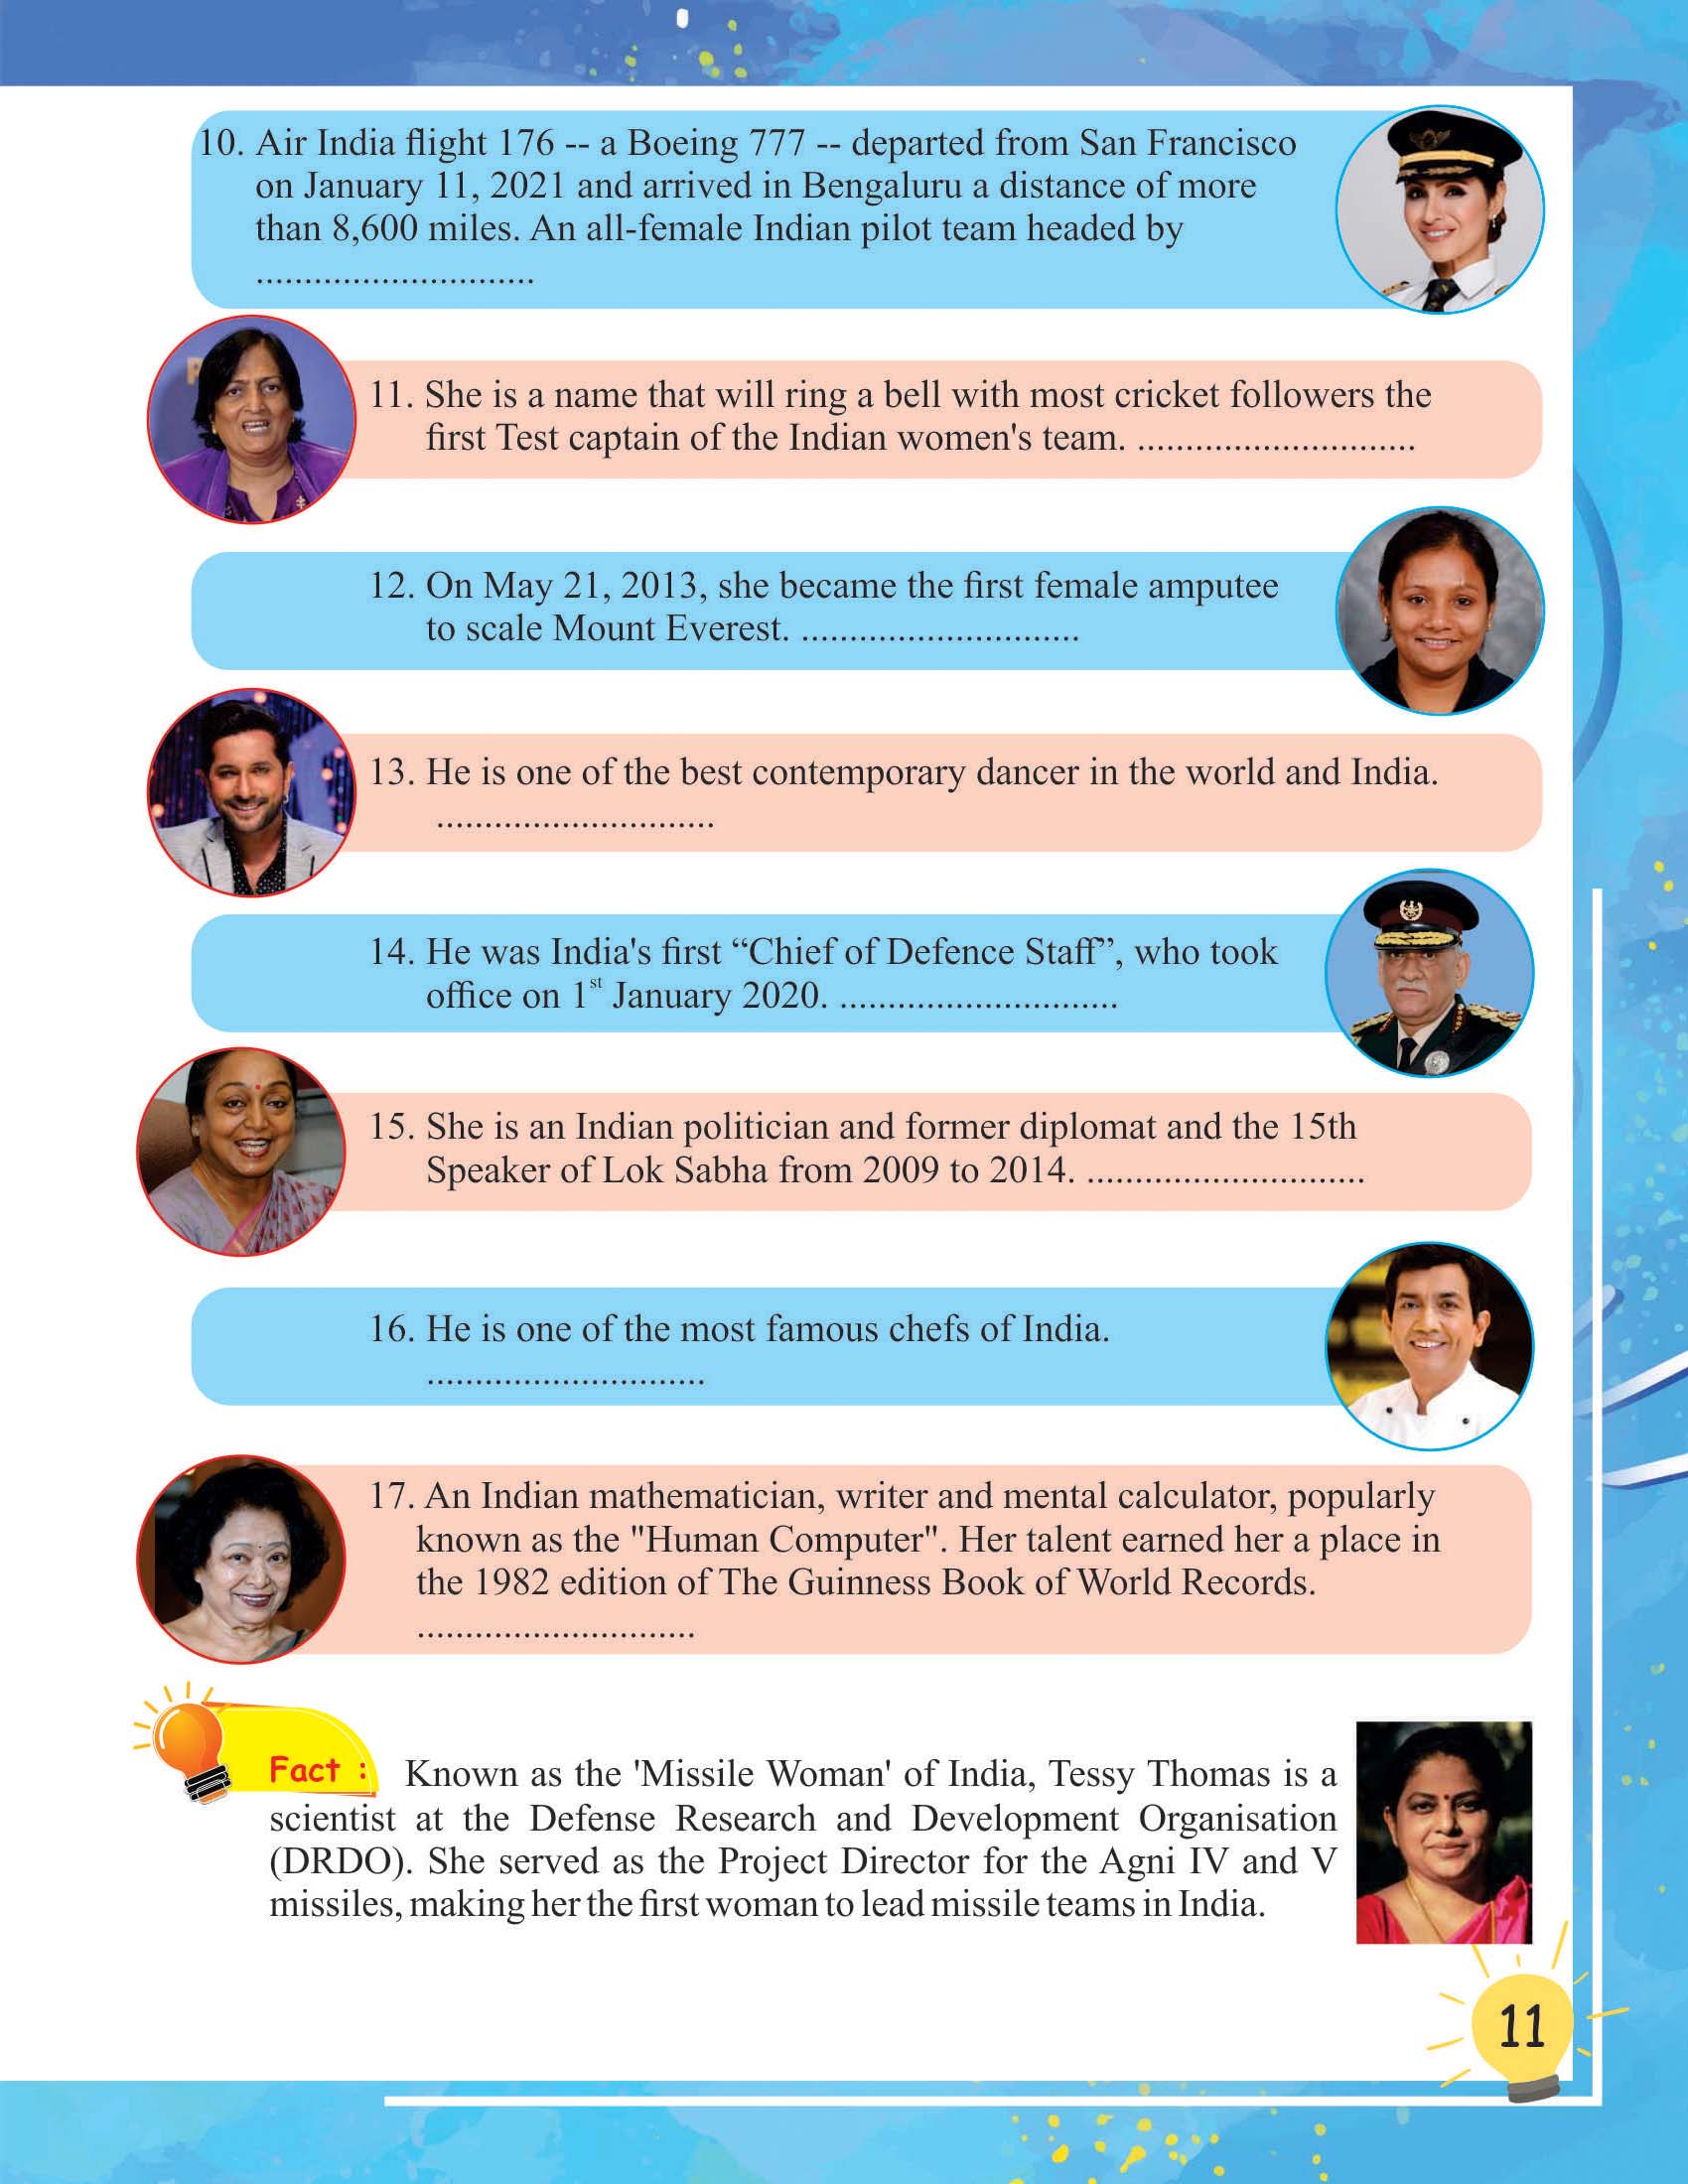 10. Air India flight 176 -- a Boeing 777 -- departed from San Francisco
on January 11, 2021 and arrived in Bengaluru a distance of more
than 8,600 miles. An all-female Indian pilot team headed by
.............................
11. She is a name that will ring a bell with most cricket followers the
first Test captain of the Indian women's team. .............................
12. On May 21, 2013, she became the first female amputee
to scale Mount Everest. .............................
13. He is one of the best contemporary dancer in the world and India.
.............................
14. He was India's first “Chief of Defence Staff”, who took
office on 1st January 2020. .............................
15. She is an Indian politician and former diplomat and the 15th
Speaker of Lok Sabha from 2009 to 2014. .............................
16. He is one of the most famous chefs of India.
.............................
17. An Indian mathematician, writer and mental calculator, popularly
known as the "Human Computer". Her talent earned her a place in
the 1982 edition of The Guinness Book of World Records.
.............................
Fact : Known as the 'Missile Woman' of India, Tessy Thomas is a
scientist at the Defense Research and Development Organisation
(DRDO). She served as the Project Director for the Agni IV and V
missiles, making her the first woman to lead missile teams in India.
11